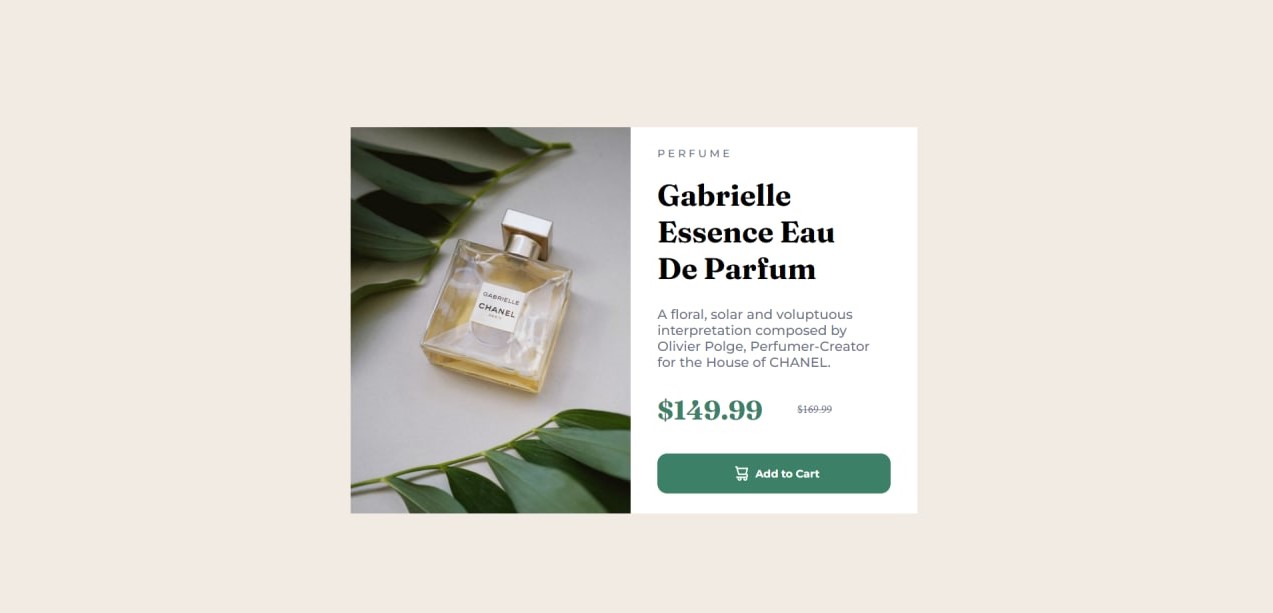 GABRIELLE
CHANEL
PARIS
PERFUME
Gabrielle
Essence Eau
De Parfum
A floral, solar and voluptuous
interpretation composed by
Olivier Polge, Perfumer-Creator
for the House of CHANEL.
$149.99 $169.99
Add to Cart